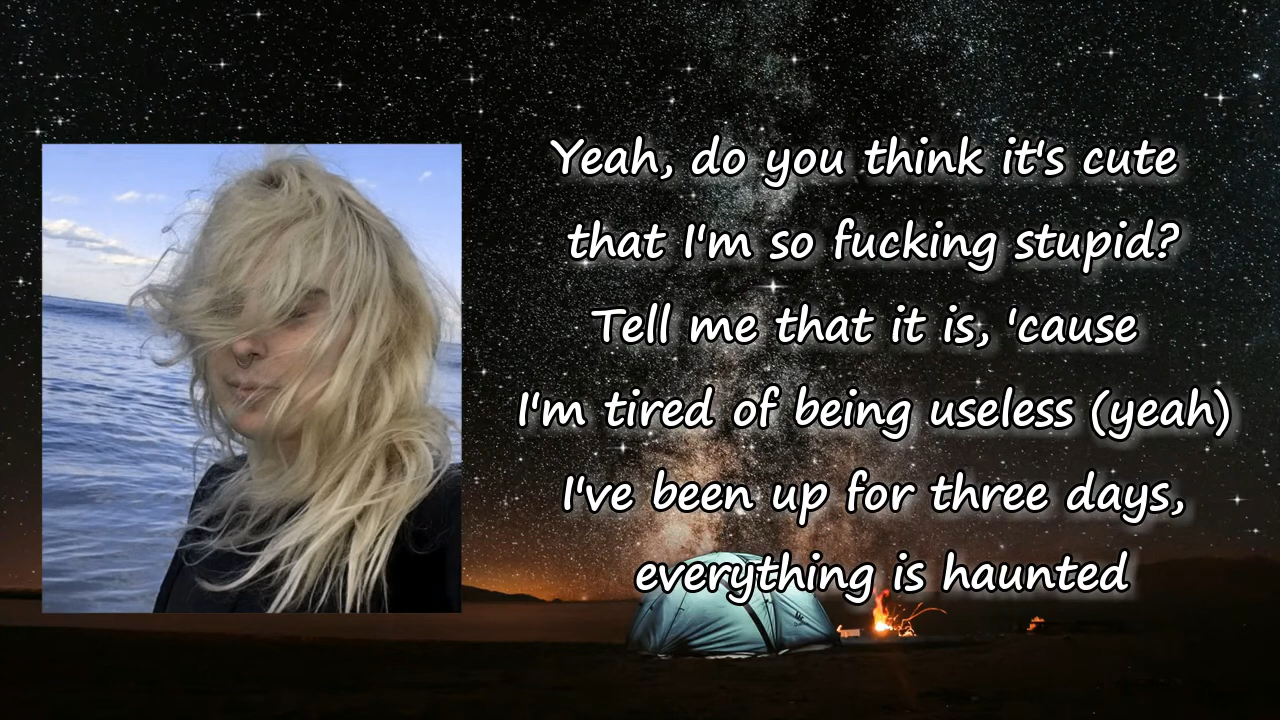 Yeah, do you think it's cute
that I'm so fucking stupid?
Tell me that it is, 'cause
I'm tired of being useless (yeah)
I've been up for three days,
everything is haunted